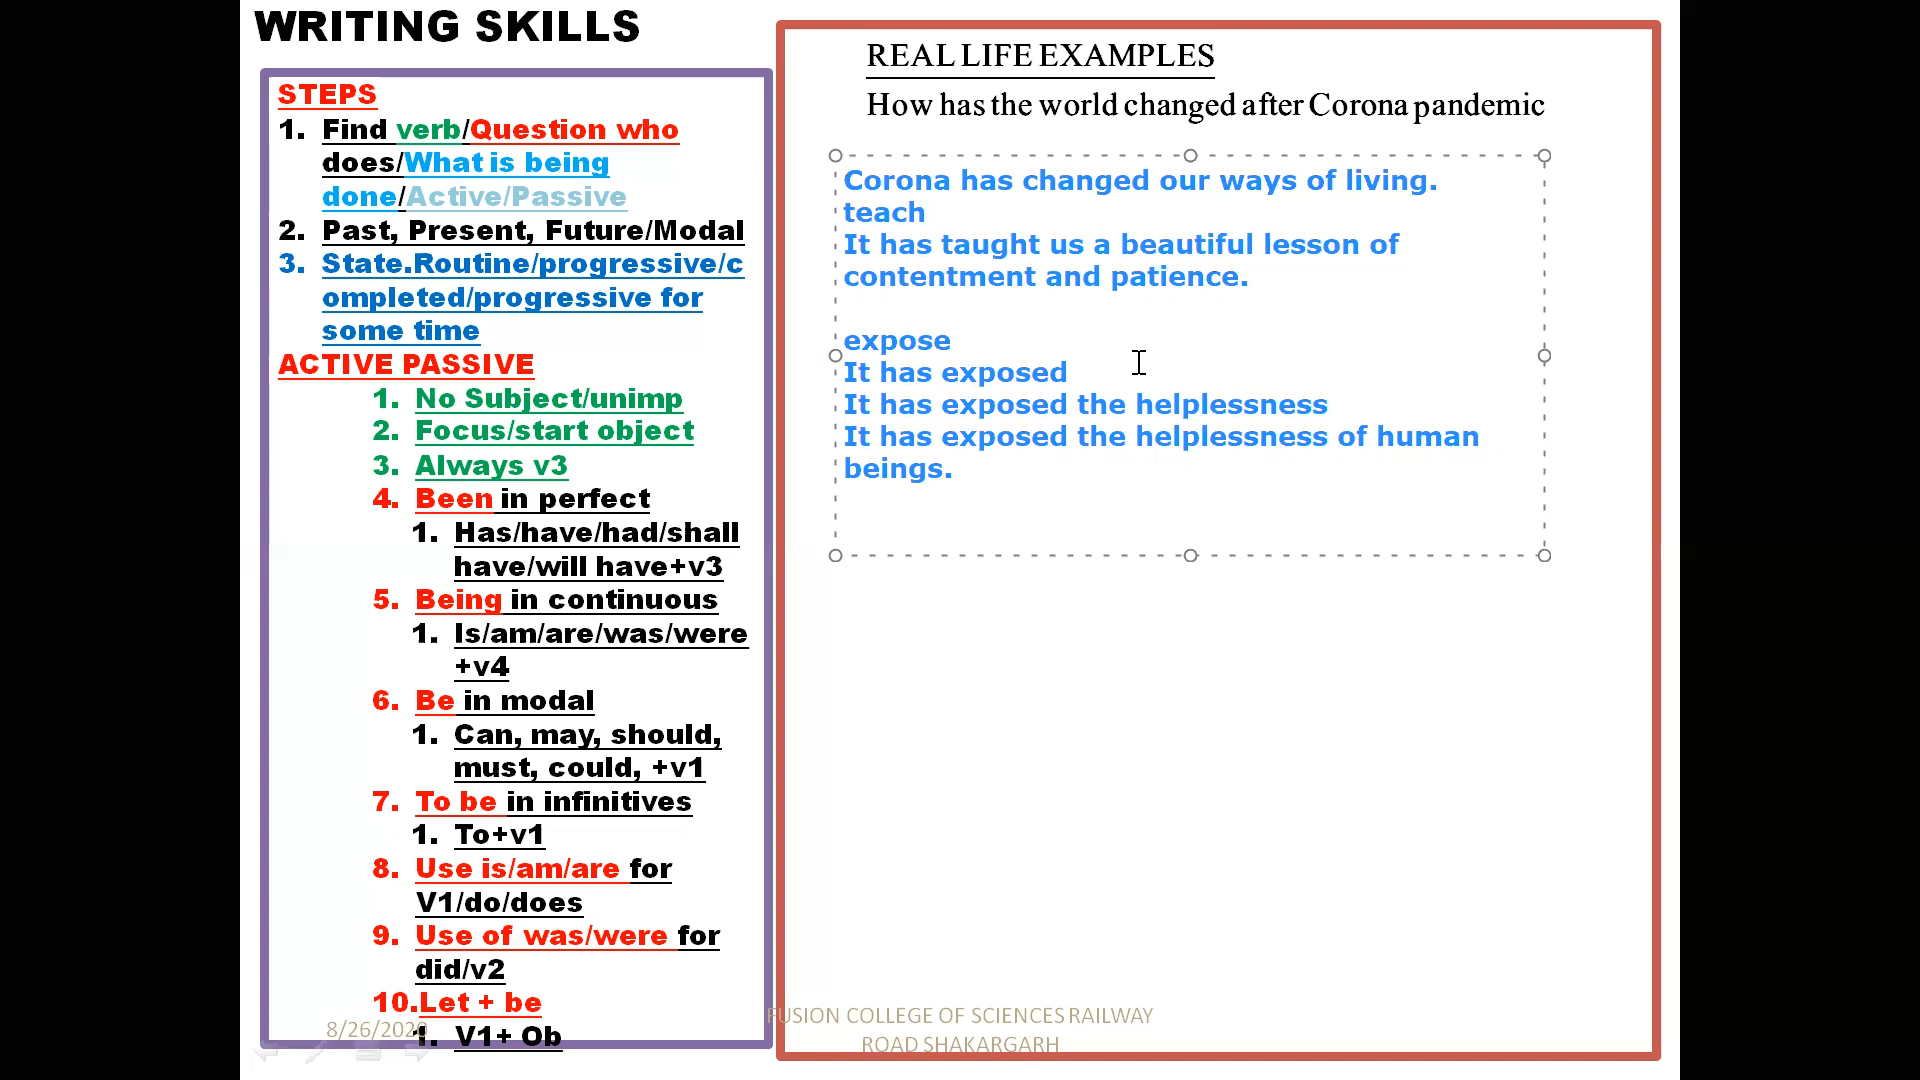 WRITING SKILLS
STEPS
1. Find verb/Question who
does/What is being
done/Active/Passive
2. Past, Present, Future/Modal
3. State.Routine/progressive/c
ompleted/progressive for
some time
ACTIVE PASSIVE
1. No Subject/unimp
2. Focus/start object
3. Always v3
4. Been in perfect
1. Has/have/had/shall
have/will have+v3
5. Being in continuous
1. Is/am/are/was/were
+v4
6. Be in modal
1. Can, may, should,
must, could, +v1
7. To be in infinitives
1. To+v1
8. Use is/am/are for
V1/do/does
9. Use of was/were for
did/v2
10.Let + be
1. V1+ Ob
8/26/2020
REAL LIFE EXAMPLES
How has the world changed after Corona pandemic
Corona has changed our ways of living.
teach
It has taught us a beautiful lesson of
contentment and patience.
expose
It has exposed
It has exposed the helplessness
It has exposed the helplessness of human
beings.
FUSION COLLEGE OF SCIENCES RAILWAY
ROAD SHAKARGARH